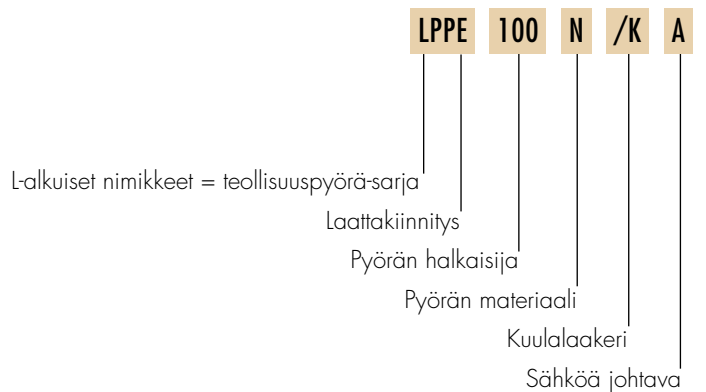 LPPE 100 N /K A
L-alkuiset nimikkeet = teollisuuspyörä-sarja
Laattakiinnitys
Pyörän halkaisija
Pyörän materiaali
Kuulalaakeri
Sähköä johtava